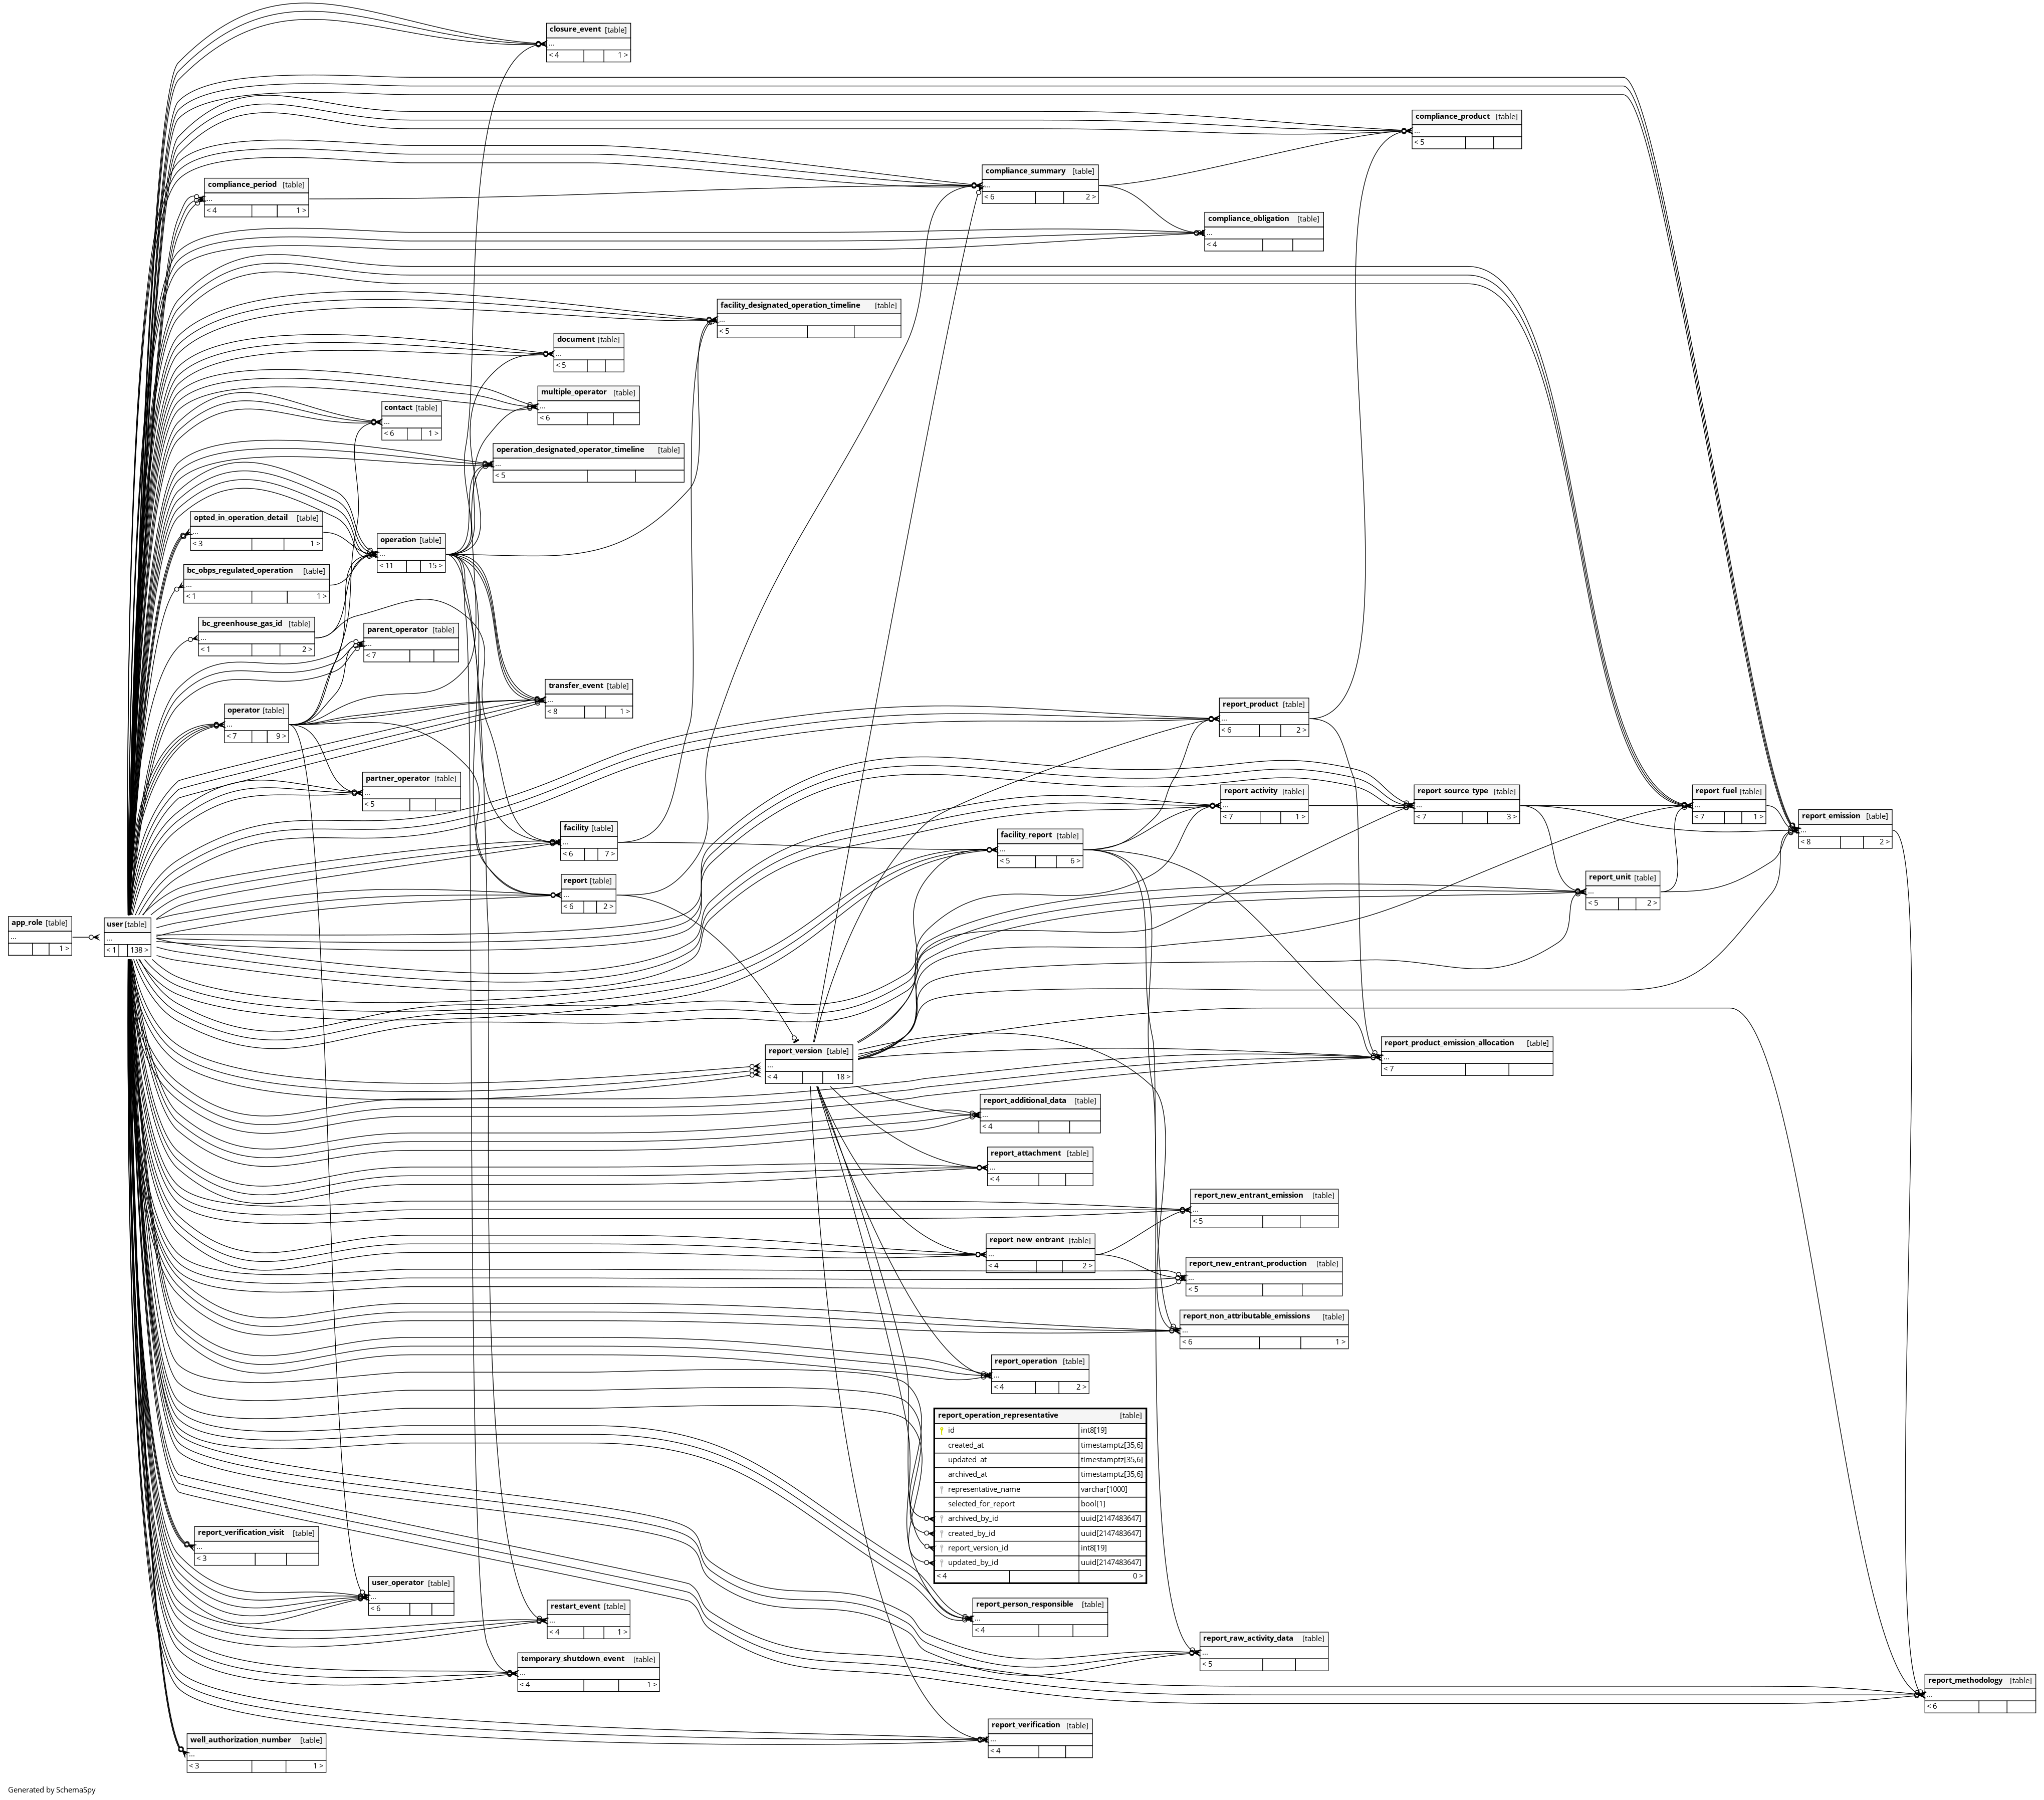 closure_event [table]
...
< 4 1 >
compliance_product [table]
...
< 5
compliance_summary [table]
...
< 6 2 >
compliance_period [table]
...
< 4 1 >
compliance_obligation [table]
...
< 4
facility_designated_operation_timeline [table]
...
< 5
document [table]
...
< 5
multiple_operator [table]
...
< 6
contact [table]
...
< 6 1 >
operation_designated_operator_timeline [table]
...
< 5
opted_in_operation_detail [table]
...
< 3 1 >
operation [table]
...
< 11 15 >
bc_obps_regulated_operation [table]
...
< 1 1 >
bc_greenhouse_gas_id [table]
...
< 1 2 >
parent_operator [table]
...
< 7
transfer_event [table]
...
< 8 1 >
operator [table]
...
< 7 9 >
report_product [table]
...
< 6 2 >
partner_operator [table]
...
< 5
report_activity [table]
...
< 7 1 >
report_source_type [table]
...
< 7 3 >
report_fuel [table]
...
< 7 1 >
report_emission [table]
...
< 8 2 >
facility [table]
...
< 6 7 >
facility_report [table]
...
< 5 6 >
report [table]
...
< 6 2 >
report_unit [table]
...
< 5 2 >
app_role [table]
...
1 >
user [table]
...
< 1 138 >
report_version [table]
...
< 4 18 >
report_product_emission_allocation [table]
...
< 7
report_additional_data [table]
...
< 4
report_attachment [table]
...
< 4
report_new_entrant_emission [table]
...
< 5
report_new_entrant [table]
...
< 4 2 >
report_new_entrant_production [table]
...
< 5
report_non_attributable_emissions [table]
...
< 6 1 >
report_operation [table]
...
< 4 2 >
report_operation_representative [table]
id int8[19]
created_at timestamptz[35,6]
updated_at timestamptz[35,6]
archived_at timestamptz[35,6]
representative_name varchar[1000]
selected_for_report bool[1]
archived_by_id uuid[2147483647]
created_by_id uuid[2147483647]
report_version_id int8[19]
updated_by_id uuid[2147483647]
< 4 0 >
report_verification_visit [table]
...
< 3
user_operator [table]
...
< 6
restart_event [table]
...
< 4 1 >
report_person_responsible [table]
...
< 4
report_raw_activity_data [table]
...
< 5
temporary_shutdown_event [table]
...
< 4 1 >
report_methodology [table]
...
< 6
report_verification [table]
...
< 4
well_authorization_number [table]
...
< 3 1 >
Generated by SchemaSpy